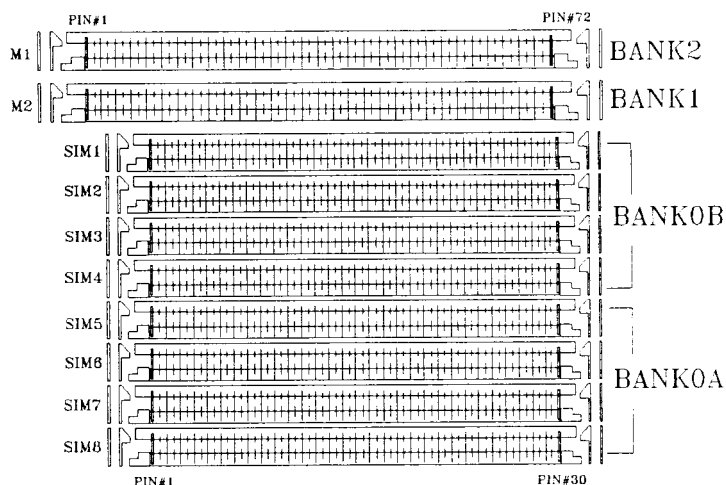 PIN#1 PIN#72
M1 BANK2
M2 BANK1
SIM1
SIM2
SIM3 BANK0B
SIM4
SIM5
SIM6
SIM7 BANK0A
SIM8
PIN#1 PIN#30